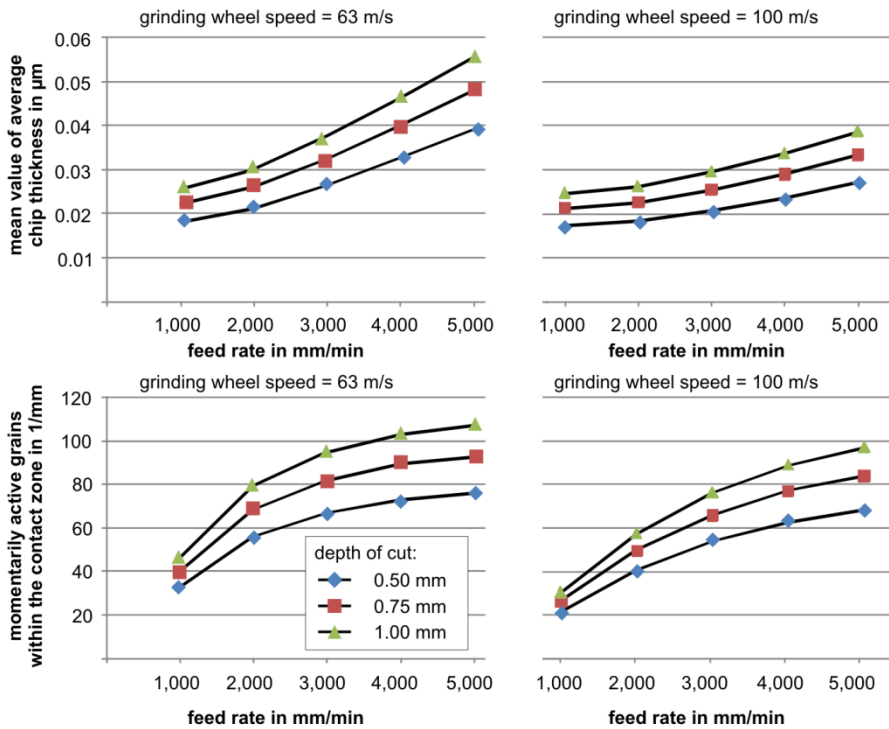 grinding wheel speed = 63 m/s
grinding wheel speed = 100 m/s
mean value of average
chip thickness in µm
0.06
0.05
0.04
0.03
0.02
0.01
1,000 2,000 3,000 4,000 5,000
feed rate in mm/min
1,000 2,000 3,000 4,000 5,000
feed rate in mm/min
grinding wheel speed = 63 m/s
grinding wheel speed = 100 m/s
momentarily active grains
within the contact zone in 1/mm
120
100
80
60
40
20
depth of cut:
0.50 mm
0.75 mm
1.00 mm
1,000 2,000 3,000 4,000 5,000
feed rate in mm/min
1,000 2,000 3,000 4,000 5,000
feed rate in mm/min